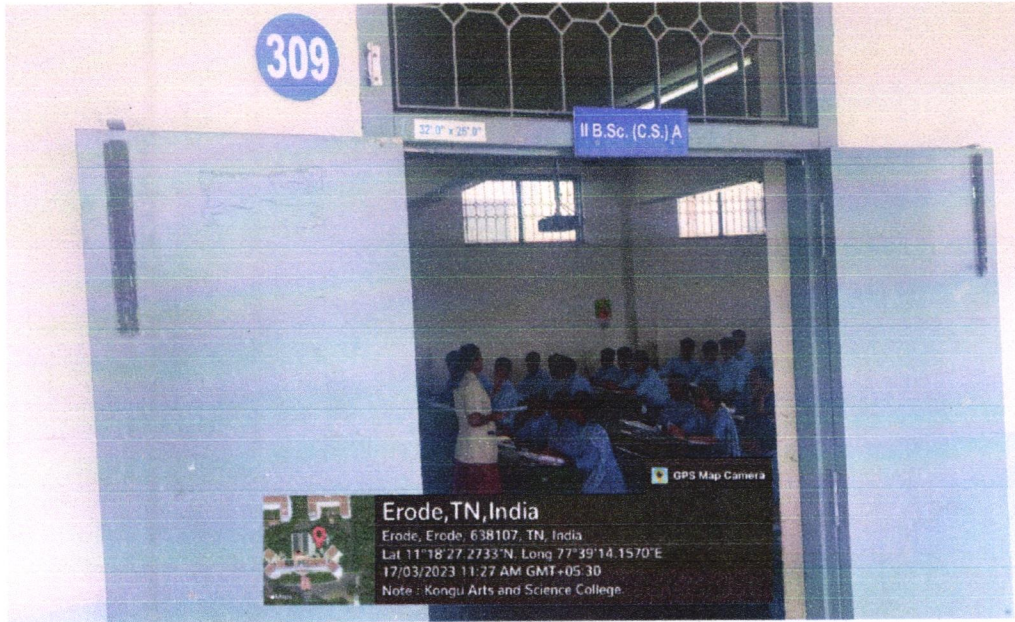 309
32'.0" x 25'.9"
II B.Sc. (C.S.) A
GPS Map Camera
Erode,TN,India
Erode, Erode, 638107, TN, India
Lat 11°18'27.2733"N, Long 77°39'14.1570"E
17/03/2023 11:27 AM GMT+05:30
Note : Kongu Arts and Science College.